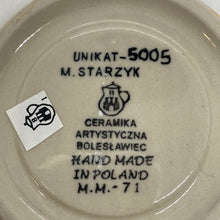 UNIKAT-5005
M. STARZYK
CERAMIKA
ARTYSTYCZNA
BOLESŁAWIEC
HAND MADE
IN POLAND
M.M.-71